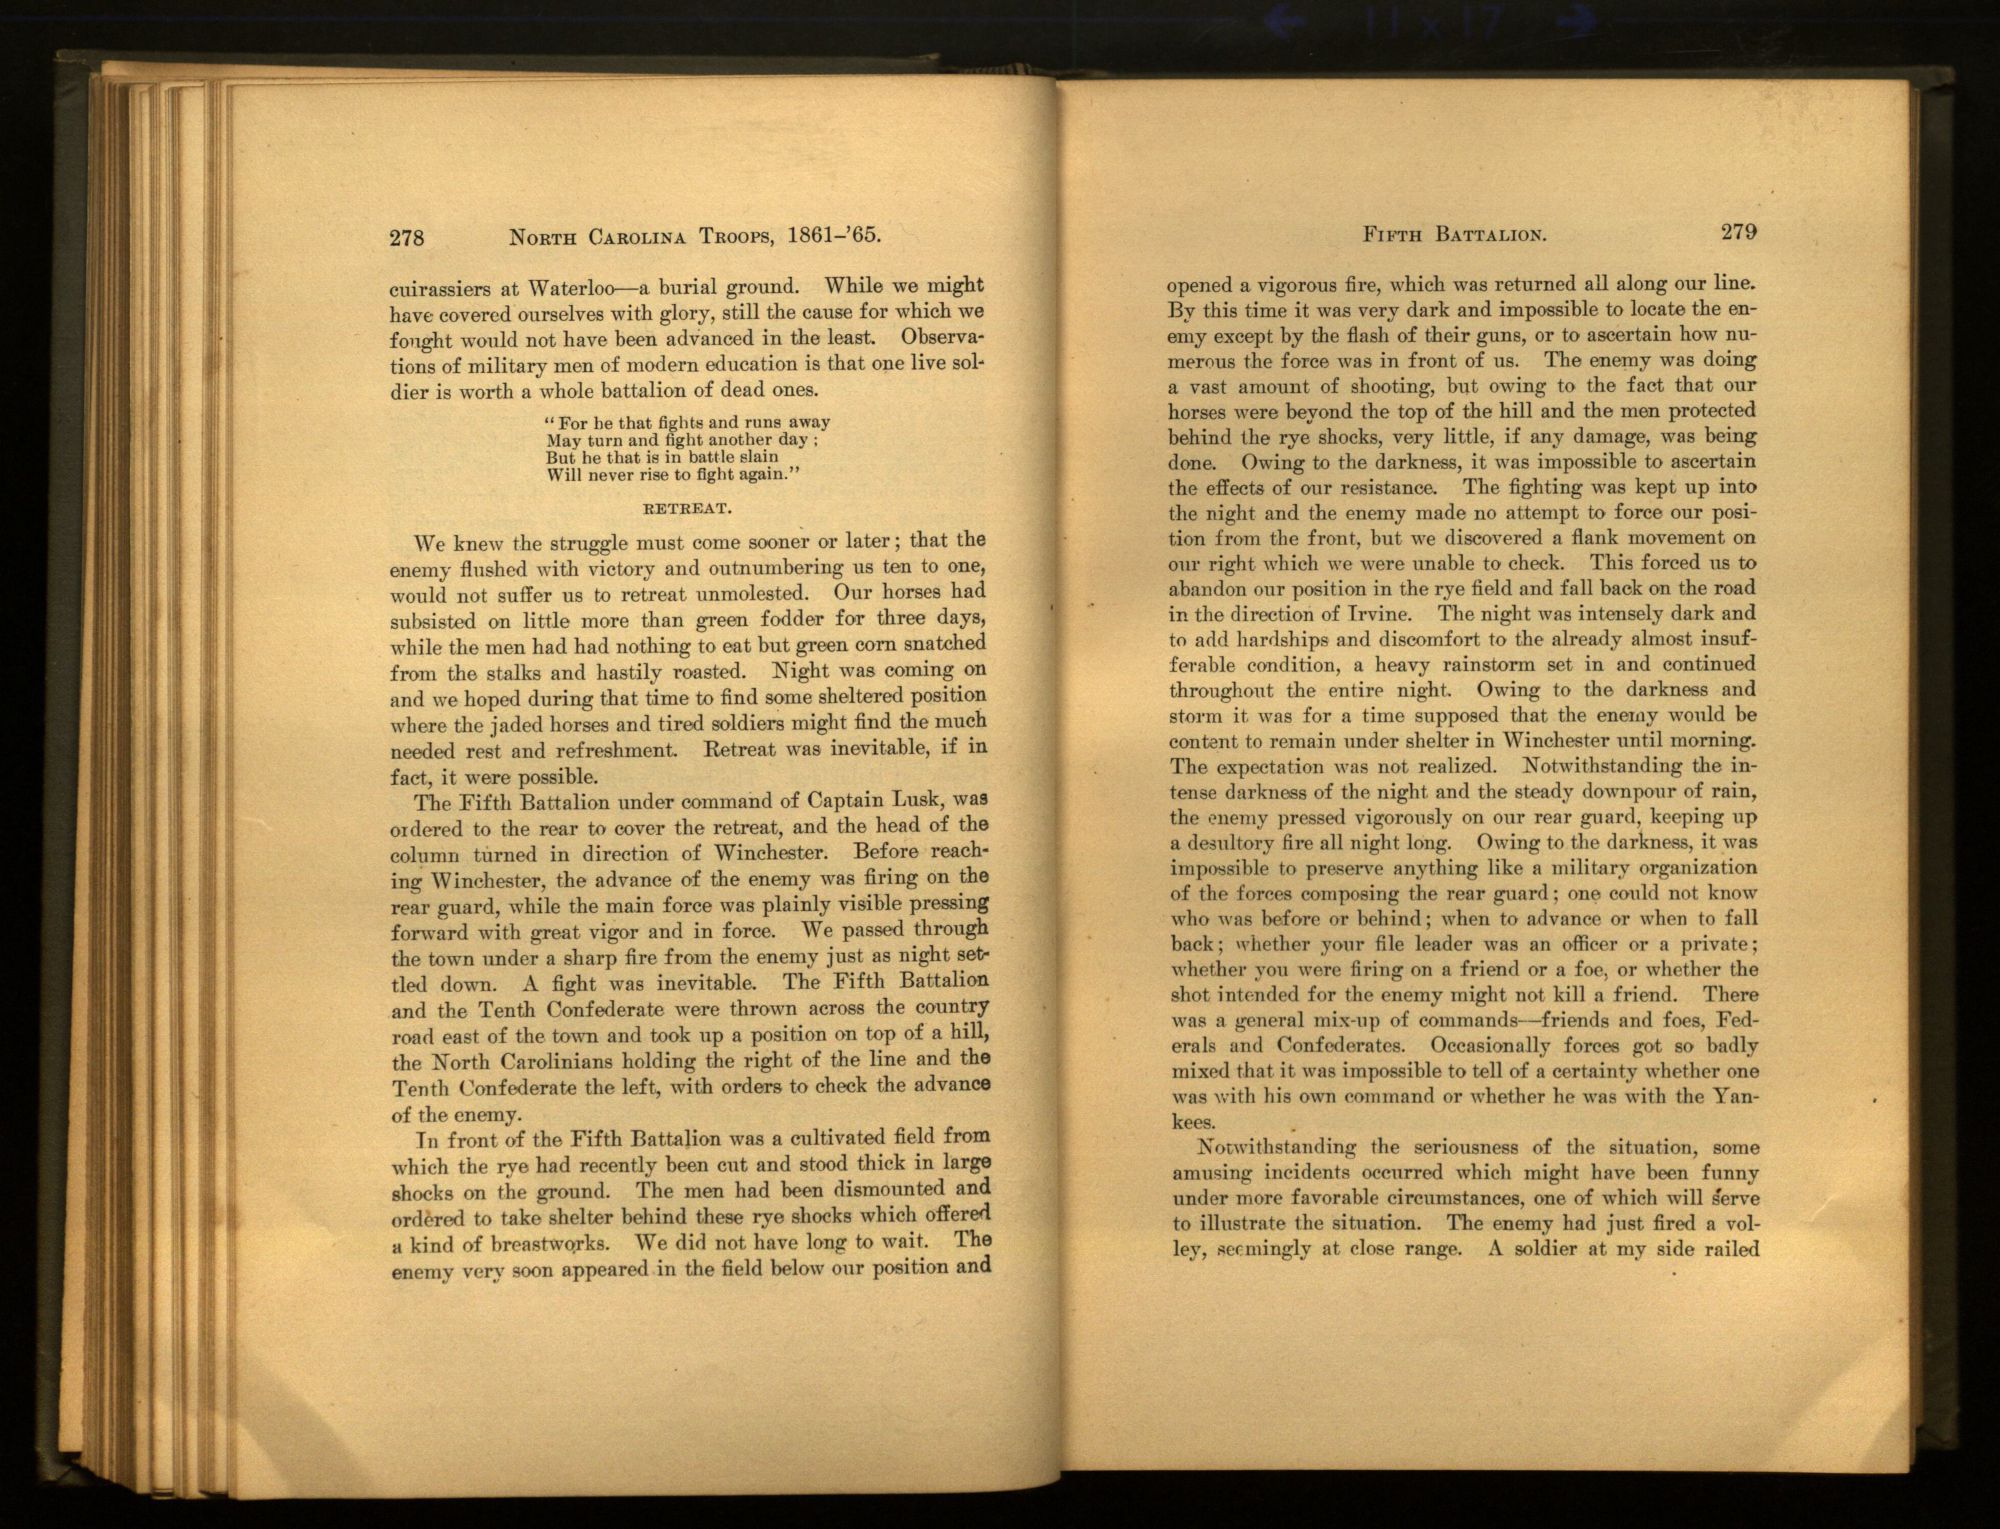 ← 11 x 17 →
278 NORTH CAROLINA TROOPS, 1861–'65.
cuirassiers at Waterloo—a burial ground. While we might
have covered ourselves with glory, still the cause for which we
fought would not have been advanced in the least. Observa-
tions of military men of modern education is that one live sol-
dier is worth a whole battalion of dead ones.
"For he that fights and runs away
May turn and fight another day;
But he that is in battle slain
Will never rise to fight again."
RETREAT.
We knew the struggle must come sooner or later; that the
enemy flushed with victory and outnumbering us ten to one,
would not suffer us to retreat unmolested. Our horses had
subsisted on little more than green fodder for three days,
while the men had had nothing to eat but green corn snatched
from the stalks and hastily roasted. Night was coming on
and we hoped during that time to find some sheltered position
where the jaded horses and tired soldiers might find the much
needed rest and refreshment. Retreat was inevitable, if in
fact, it were possible.
The Fifth Battalion under command of Captain Lusk, was
ordered to the rear to cover the retreat, and the head of the
column turned in direction of Winchester. Before reach-
ing Winchester, the advance of the enemy was firing on the
rear guard, while the main force was plainly visible pressing
forward with great vigor and in force. We passed through
the town under a sharp fire from the enemy just as night set-
tled down. A fight was inevitable. The Fifth Battalion
and the Tenth Confederate were thrown across the country
road east of the town and took up a position on top of a hill,
the North Carolinians holding the right of the line and the
Tenth Confederate the left, with orders to check the advance
of the enemy.
In front of the Fifth Battalion was a cultivated field from
which the rye had recently been cut and stood thick in large
shocks on the ground. The men had been dismounted and
ordered to take shelter behind these rye shocks which offered
a kind of breastworks. We did not have long to wait. The
enemy very soon appeared in the field below our position and
FIFTH BATTALION. 279
opened a vigorous fire, which was returned all along our line.
By this time it was very dark and impossible to locate the en-
emy except by the flash of their guns, or to ascertain how nu-
merous the force was in front of us. The enemy was doing
a vast amount of shooting, but owing to the fact that our
horses were beyond the top of the hill and the men protected
behind the rye shocks, very little, if any damage, was being
done. Owing to the darkness, it was impossible to ascertain
the effects of our resistance. The fighting was kept up into
the night and the enemy made no attempt to force our posi-
tion from the front, but we discovered a flank movement on
our right which we were unable to check. This forced us to
abandon our position in the rye field and fall back on the road
in the direction of Irvine. The night was intensely dark and
to add hardships and discomfort to the already almost insuf-
ferable condition, a heavy rainstorm set in and continued
throughout the entire night. Owing to the darkness and
storm it was for a time supposed that the enemy would be
content to remain under shelter in Winchester until morning.
The expectation was not realized. Notwithstanding the in-
tense darkness of the night and the steady downpour of rain,
the enemy pressed vigorously on our rear guard, keeping up
a desultory fire all night long. Owing to the darkness, it was
impossible to preserve anything like a military organization
of the forces composing the rear guard; one could not know
who was before or behind; when to advance or when to fall
back; whether your file leader was an officer or a private;
whether you were firing on a friend or a foe, or whether the
shot intended for the enemy might not kill a friend. There
was a general mix-up of commands—friends and foes, Fed-
erals and Confederates. Occasionally forces got so badly
mixed that it was impossible to tell of a certainty whether one
was with his own command or whether he was with the Yan-
kees.
Notwithstanding the seriousness of the situation, some
amusing incidents occurred which might have been funny
under more favorable circumstances, one of which will serve
to illustrate the situation. The enemy had just fired a vol-
ley, seemingly at close range. A soldier at my side railed